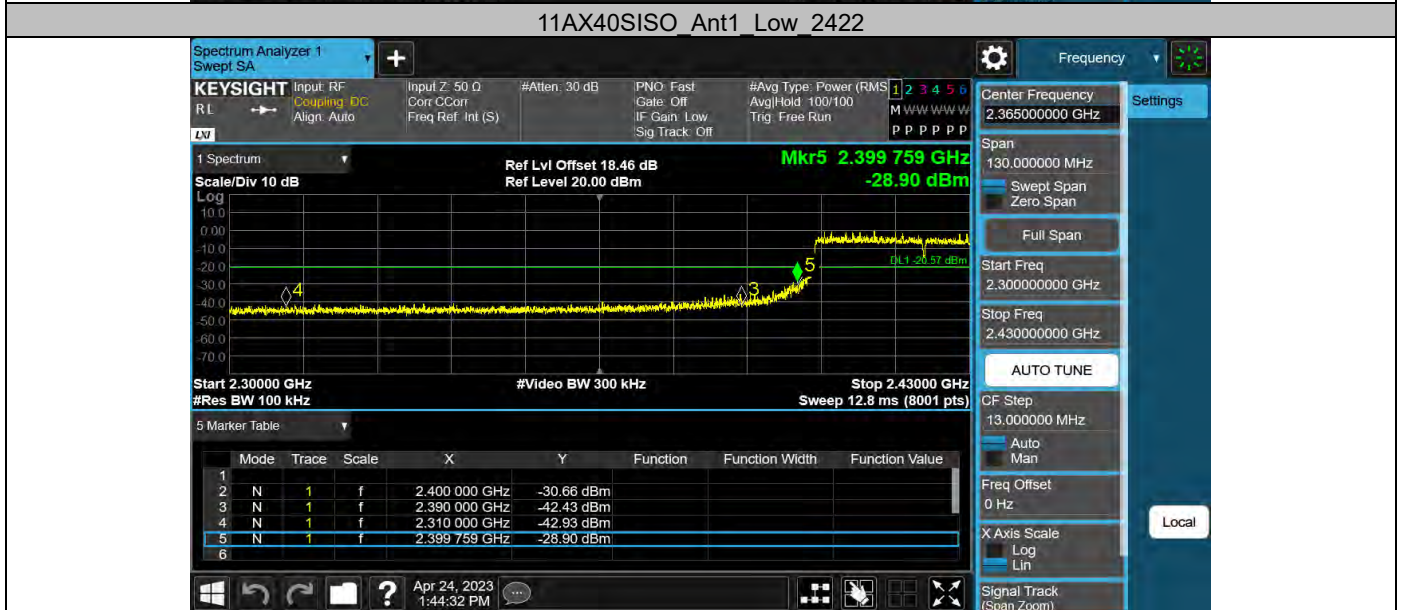 11AX40SISO_Ant1_Low_2422
Spectrum Analyzer 1
Swept SA
Frequency
KEYSIGHT
RL
LXI
Input: RF
Coupling: DC
Align: Auto
Input Z: 50 Ω
Corr CCorr
Freq Ref: Int (S)
#Atten: 30 dB
PNO: Fast
Gate: Off
IF Gain: Low
Sig Track: Off
#Avg Type: Power (RMS
Avg|Hold: 100/100
Trig: Free Run
1 2 3 4 5 6
M W W W W W
P P P P P P
Center Frequency
2.365000000 GHz
Settings
Span
130.000000 MHz
Swept Span
Zero Span
Full Span
Start Freq
2.300000000 GHz
Stop Freq
2.430000000 GHz
AUTO TUNE
CF Step
13.000000 MHz
Auto
Man
Freq Offset
0 Hz
X Axis Scale
Log
Lin
Signal Track
(Span Zoom)
Local
1 Spectrum
Scale/Div 10 dB
Ref Lvl Offset 18.46 dB
Ref Level 20.00 dBm
Mkr5 2.399 759 GHz
-28.90 dBm
Log
10.0
0.00
-10.0
-20.0
-30.0
-40.0
-50.0
-60.0
-70.0
DL1 -20.57 dBm
4
3
5
Start 2.30000 GHz
#Res BW 100 kHz
#Video BW 300 kHz
Stop 2.43000 GHz
Sweep 12.8 ms (8001 pts)
5 Marker Table
Mode Trace Scale X Y Function Function Width Function Value
1
2 N 1 f 2.400 000 GHz -30.66 dBm
3 N 1 f 2.390 000 GHz -42.43 dBm
4 N 1 f 2.310 000 GHz -42.93 dBm
5 N 1 f 2.399 759 GHz -28.90 dBm
6
Apr 24, 2023
1:44:32 PM